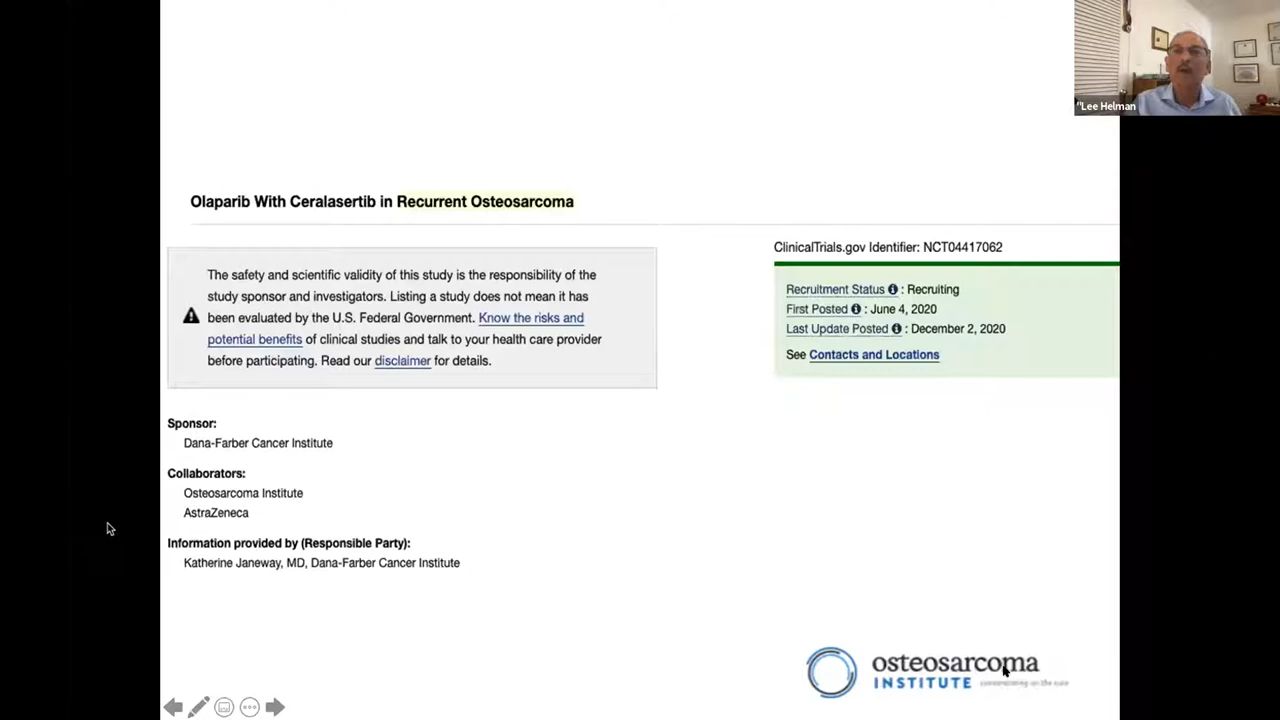 "Lee Helman
Olaparib With Ceralasertib in Recurrent Osteosarcoma
The safety and scientific validity of this study is the responsibility of the
study sponsor and investigators. Listing a study does not mean it has
been evaluated by the U.S. Federal Government. Know the risks and
potential benefits of clinical studies and talk to your health care provider
before participating. Read our disclaimer for details.
ClinicalTrials.gov Identifier: NCT04417062
Recruitment Status : Recruiting
First Posted : June 4, 2020
Last Update Posted : December 2, 2020
See Contacts and Locations
Sponsor:
Dana-Farber Cancer Institute
Collaborators:
Osteosarcoma Institute
AstraZeneca
Information provided by (Responsible Party):
Katherine Janeway, MD, Dana-Farber Cancer Institute
osteosarcoma
INSTITUTE